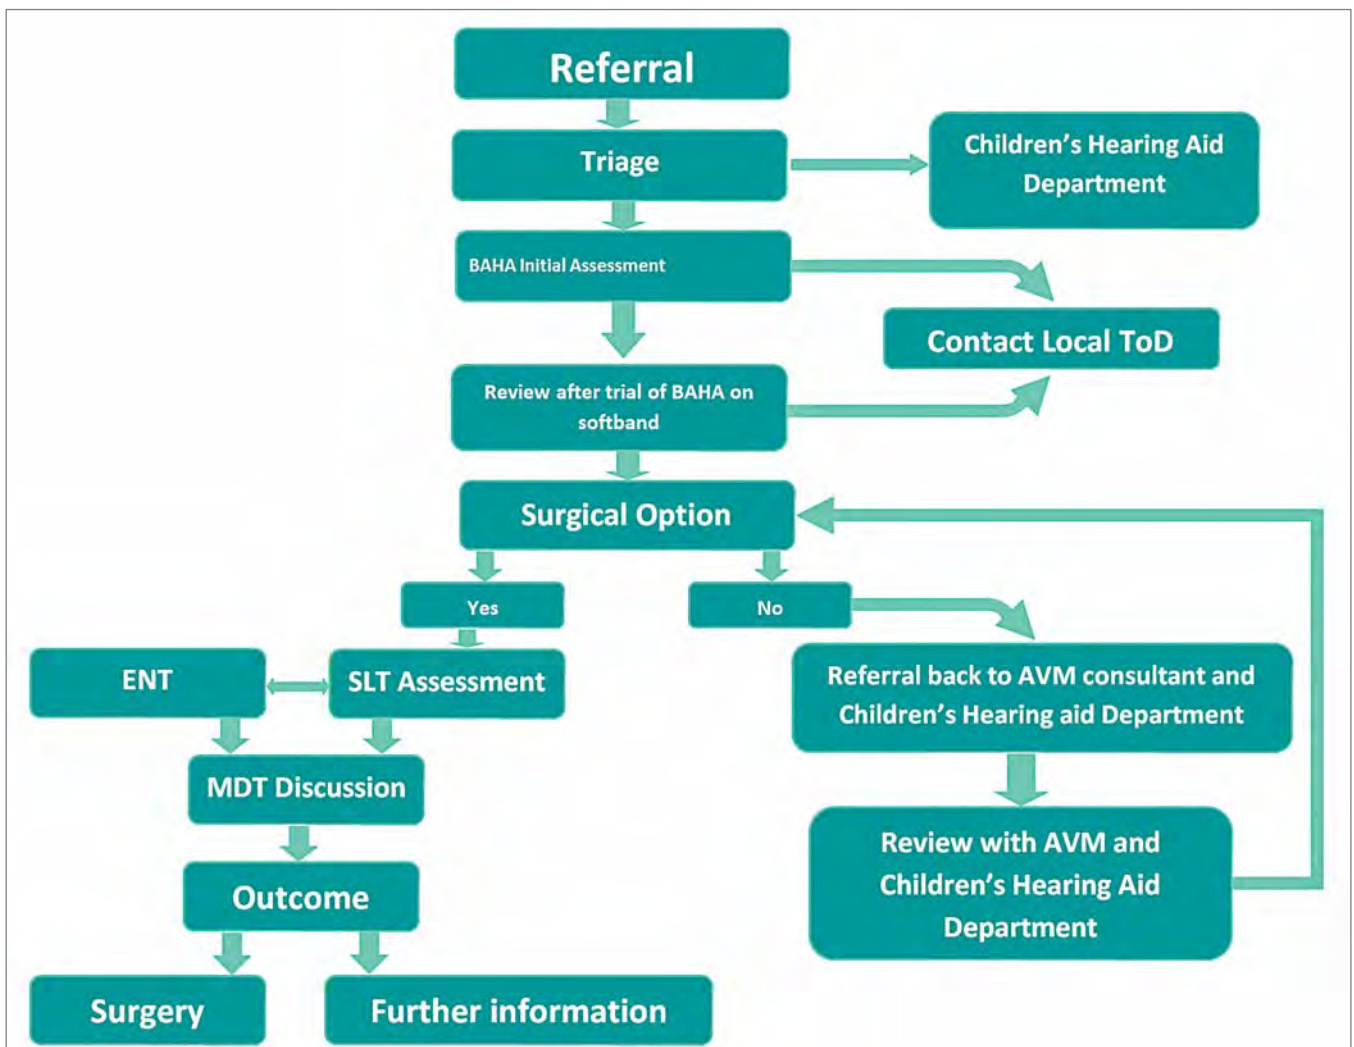 Referral
Triage
Children's Hearing Aid
Department
BAHA Initial Assessment
Contact Local ToD
Review after trial of BAHA on
softband
Surgical Option
Yes
No
ENT
SLT Assessment
Referral back to AVM consultant and
Children's Hearing aid Department
MDT Discussion
Review with AVM and
Children's Hearing Aid
Department
Outcome
Surgery
Further information